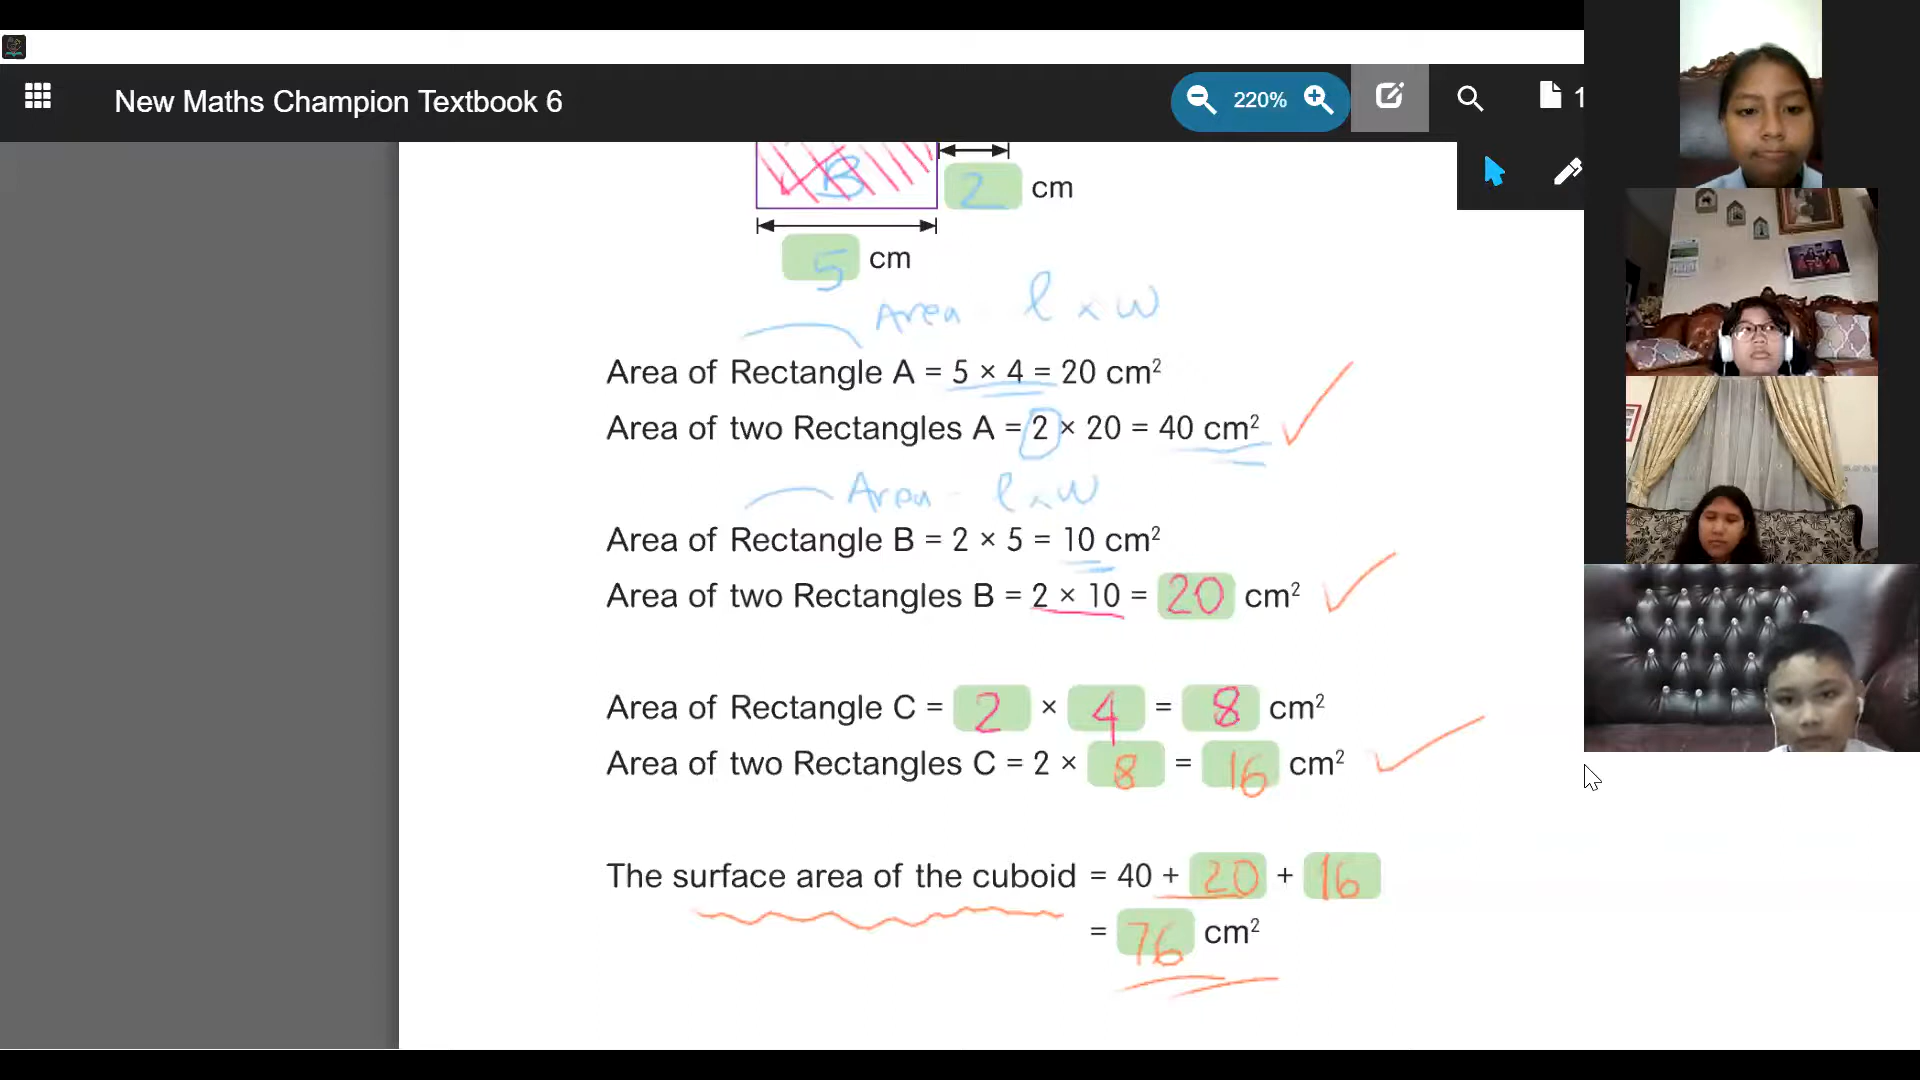 New Maths Champion Textbook 6
220%
1
B
2 cm
5 cm
Area l × w
Area of Rectangle A = 5 × 4 = 20 cm²
Area of two Rectangles A = 2 × 20 = 40 cm²
Area - l × w
Area of Rectangle B = 2 × 5 = 10 cm²
Area of two Rectangles B = 2 × 10 = 20 cm²
Area of Rectangle C = 2 × 4 = 8 cm²
Area of two Rectangles C = 2 × 8 = 16 cm²
The surface area of the cuboid = 40 + 20 + 16
= 76 cm²